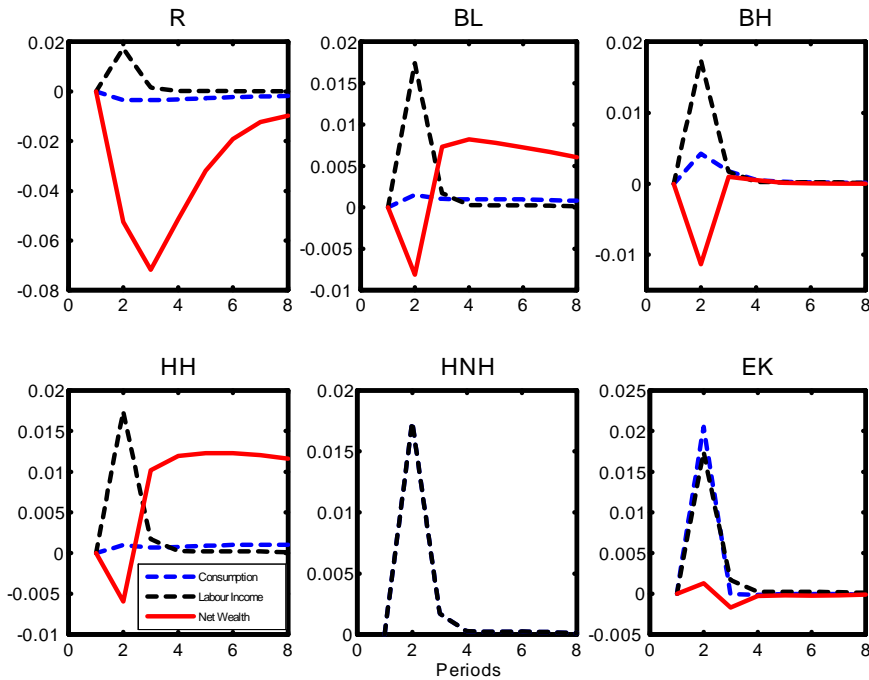 R BL BH
0.02 0.02 0.02
0 0.015 0.01
-0.02 0.01 0
-0.04 0.005 -0.01
-0.06 0
-0.08 -0.005
-0.01
0 2 4 6 8 0 2 4 6 8 0 2 4 6 8
HH HNH EK
0.02 0.02 0.025
0.015 0.015 0.02
0.01 0.01 0.015
0.005 0.005 0.01
0 0 0.005
-0.005 0
-0.01 -0.005
Consumption
Labour Income
Net Wealth
0 2 4 6 8 0 2 4 6 8 0 2 4 6 8
Periods